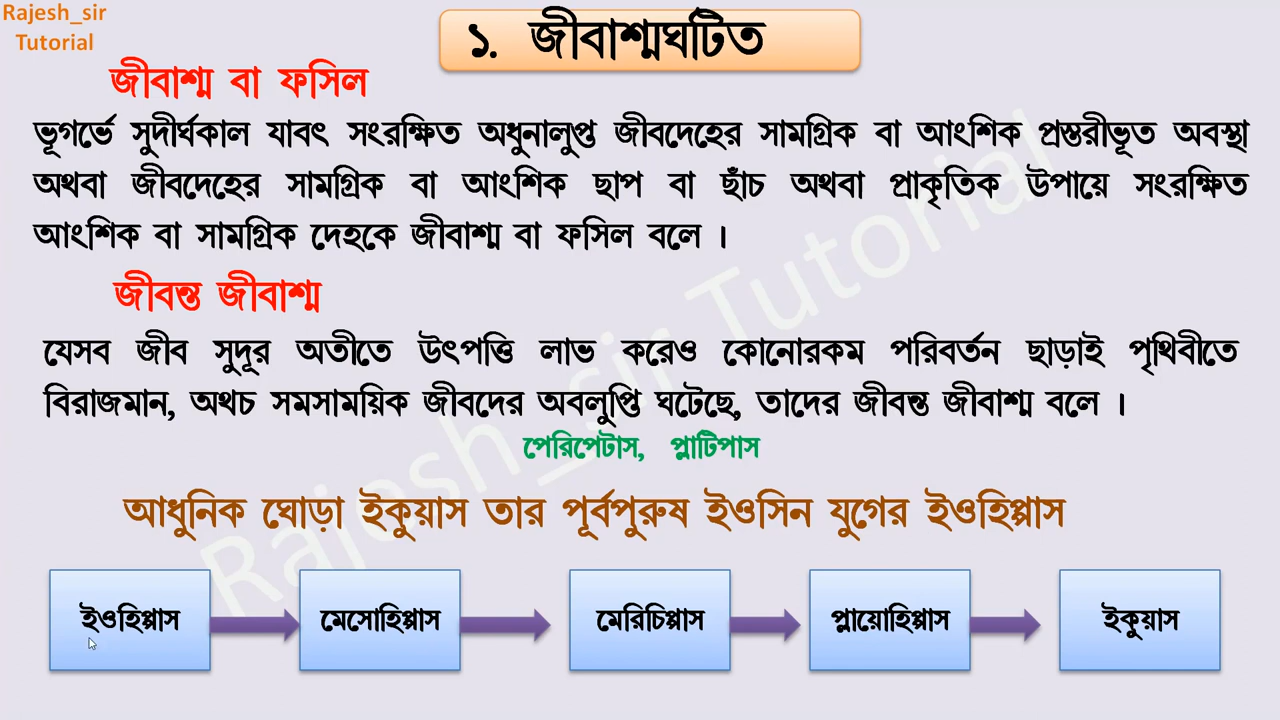 Rajesh_sir
Tutorial
১. জীবাশ্মঘটিত
জীবাশ্ম বা ফসিল
ভূগর্ভে সুদীর্ঘকাল যাবৎ সংরক্ষিত অধুনালুপ্ত জীবদেহের সামগ্রিক বা আংশিক প্রস্তরীভূত অবস্থা
অথবা জীবদেহের সামগ্রিক বা আংশিক ছাপ বা ছাঁচ অথবা প্রাকৃতিক উপায়ে সংরক্ষিত
আংশিক বা সামগ্রিক দেহকে জীবাশ্ম বা ফসিল বলে ।
জীবন্ত জীবাশ্ম
যেসব জীব সুদূর অতীতে উৎপত্তি লাভ করেও কোনোরকম পরিবর্তন ছাড়াই পৃথিবীতে
বিরাজমান, অথচ সমসাময়িক জীবদের অবলুপ্তি ঘটেছে, তাদের জীবন্ত জীবাশ্ম বলে ।
পেরিপেটাস, প্লাটিপাস
আধুনিক ঘোড়া ইকুয়াস তার পূর্বপুরুষ ইওসিন যুগের ইওহিপ্পাস
ইওহিপ্পাস মেসোহিপ্পাস মেরিচিপ্পাস প্লায়োহিপ্পাস ইকুয়াস
Rajesh_sir Tutorial